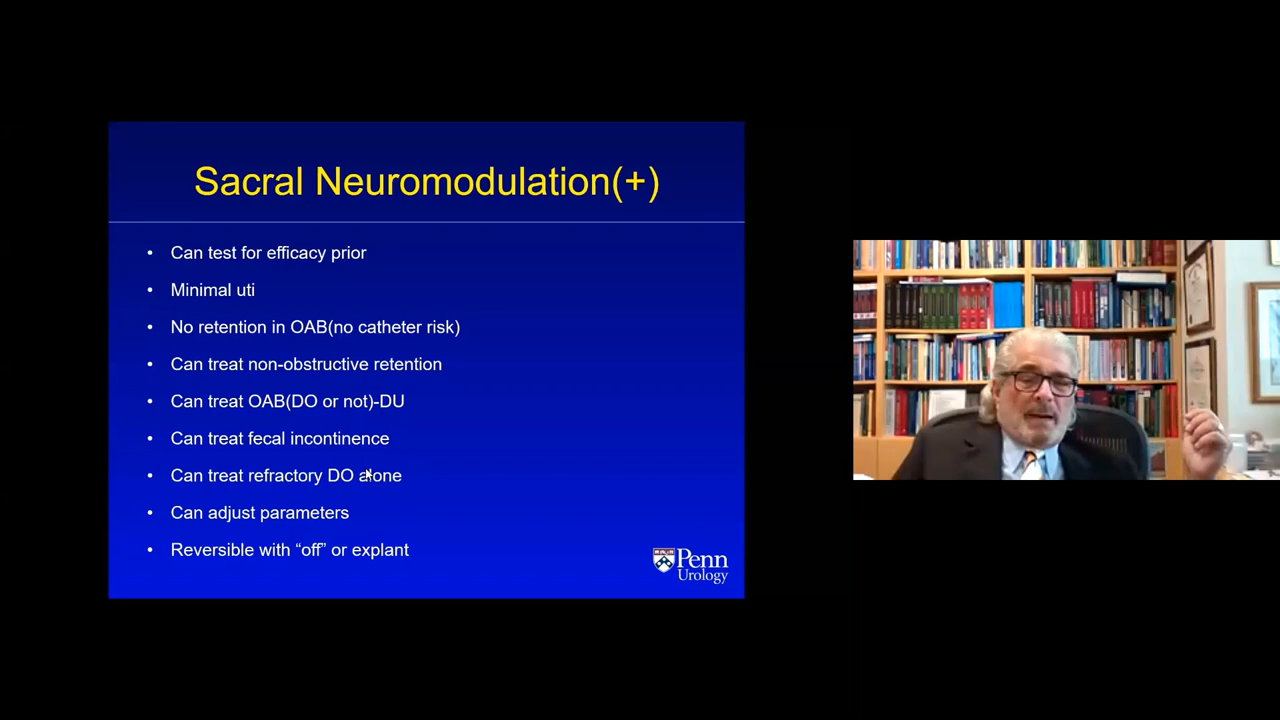 Sacral Neuromodulation(+)
• Can test for efficacy prior
• Minimal uti
• No retention in OAB(no catheter risk)
• Can treat non-obstructive retention
• Can treat OAB(DO or not)-DU
• Can treat fecal incontinence
• Can treat refractory DO alone
• Can adjust parameters
• Reversible with “off” or explant
Penn
Urology